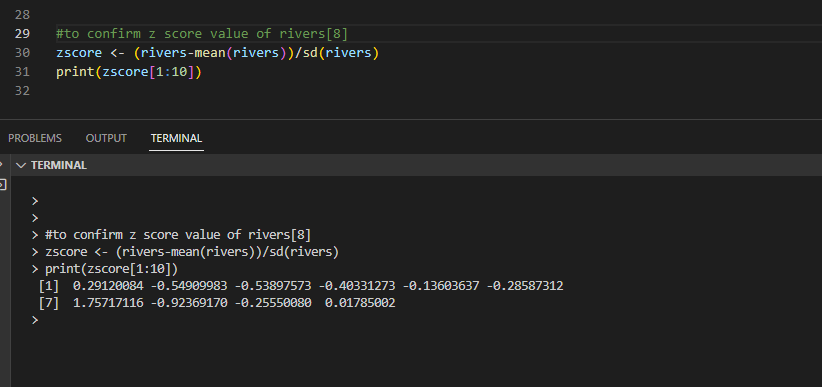 28
29 #to confirm z score value of rivers[8]
30 zscore <- (rivers-mean(rivers))/sd(rivers)
31 print(zscore[1:10])
32
PROBLEMS OUTPUT TERMINAL
TERMINAL
>
>
> #to confirm z score value of rivers[8]
> zscore <- (rivers-mean(rivers))/sd(rivers)
> print(zscore[1:10])
[1] 0.29120084 -0.54909983 -0.53897573 -0.40331273 -0.13603637 -0.28587312
[7] 1.75717116 -0.92369170 -0.25550080 0.01785002
>